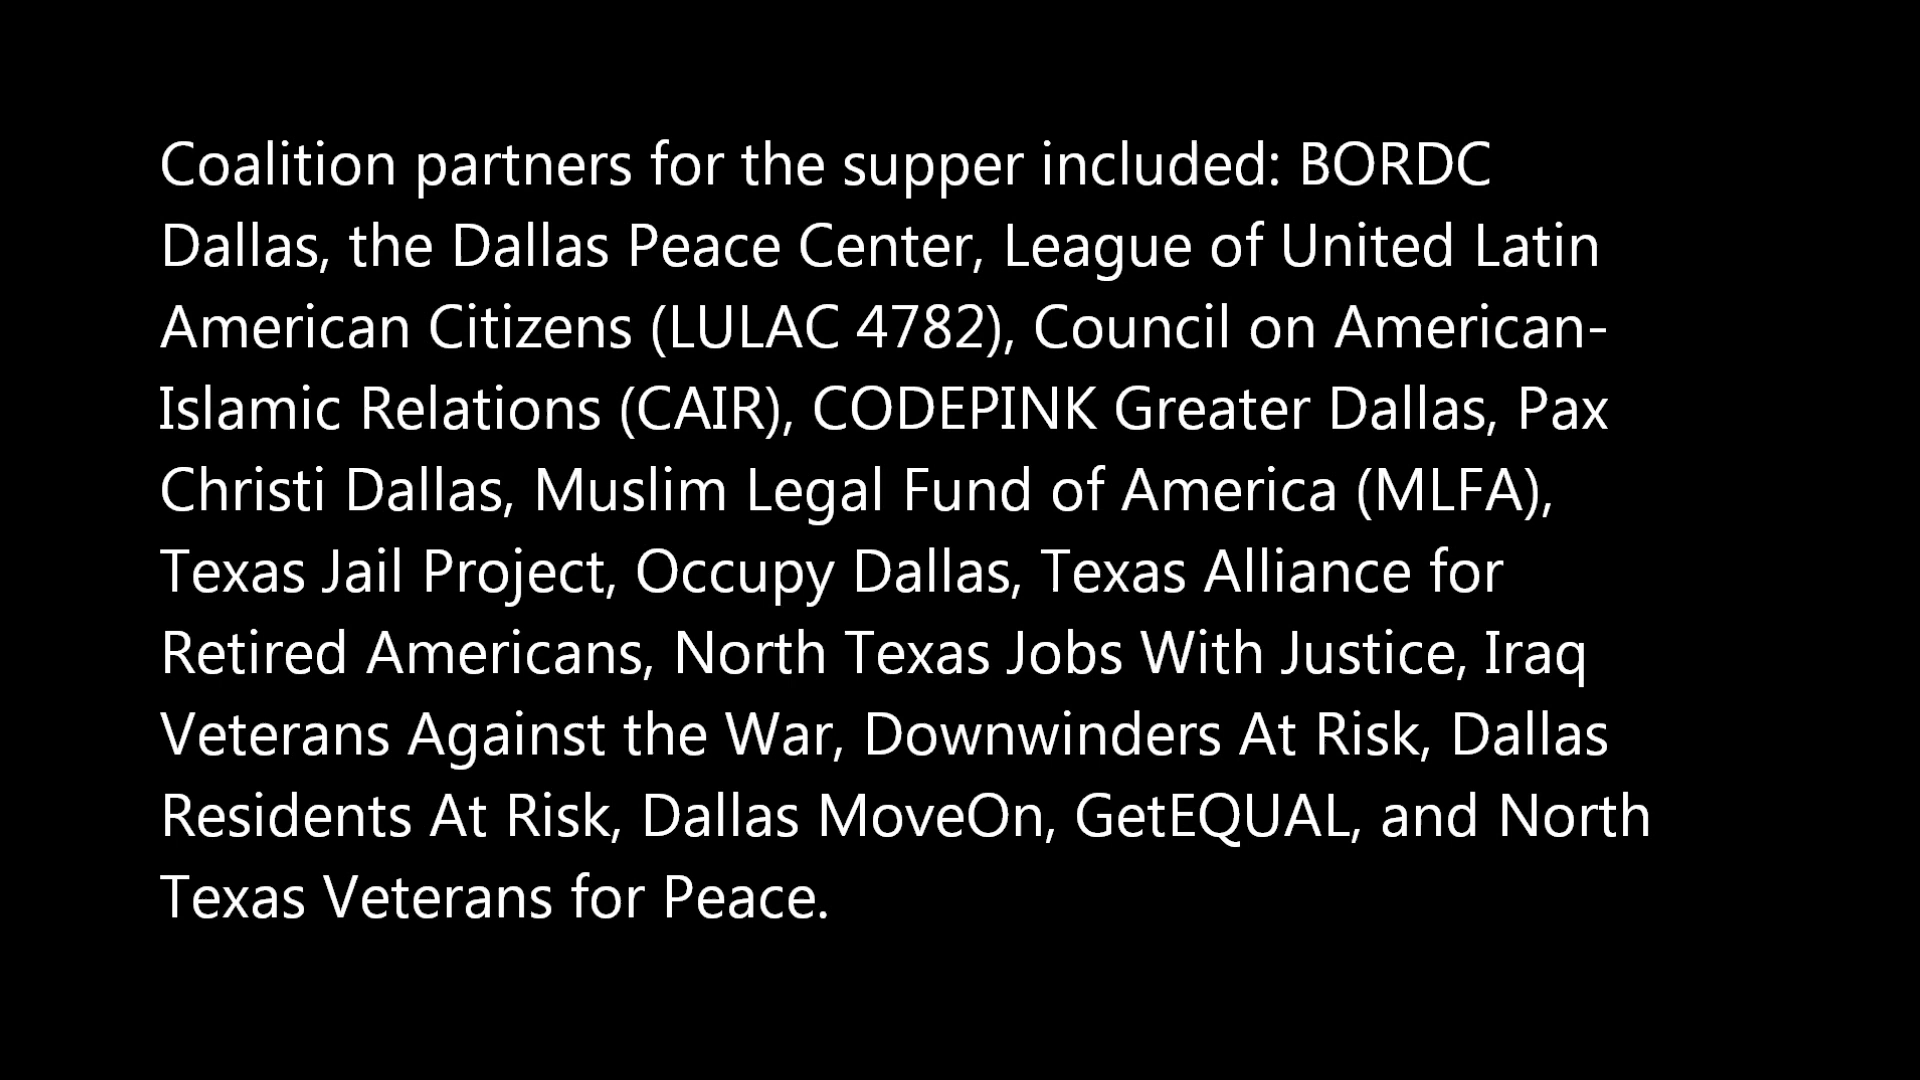 Coalition partners for the supper included: BORDC
Dallas, the Dallas Peace Center, League of United Latin
American Citizens (LULAC 4782), Council on American-
Islamic Relations (CAIR), CODEPINK Greater Dallas, Pax
Christi Dallas, Muslim Legal Fund of America (MLFA),
Texas Jail Project, Occupy Dallas, Texas Alliance for
Retired Americans, North Texas Jobs With Justice, Iraq
Veterans Against the War, Downwinders At Risk, Dallas
Residents At Risk, Dallas MoveOn, GetEQUAL, and North
Texas Veterans for Peace.